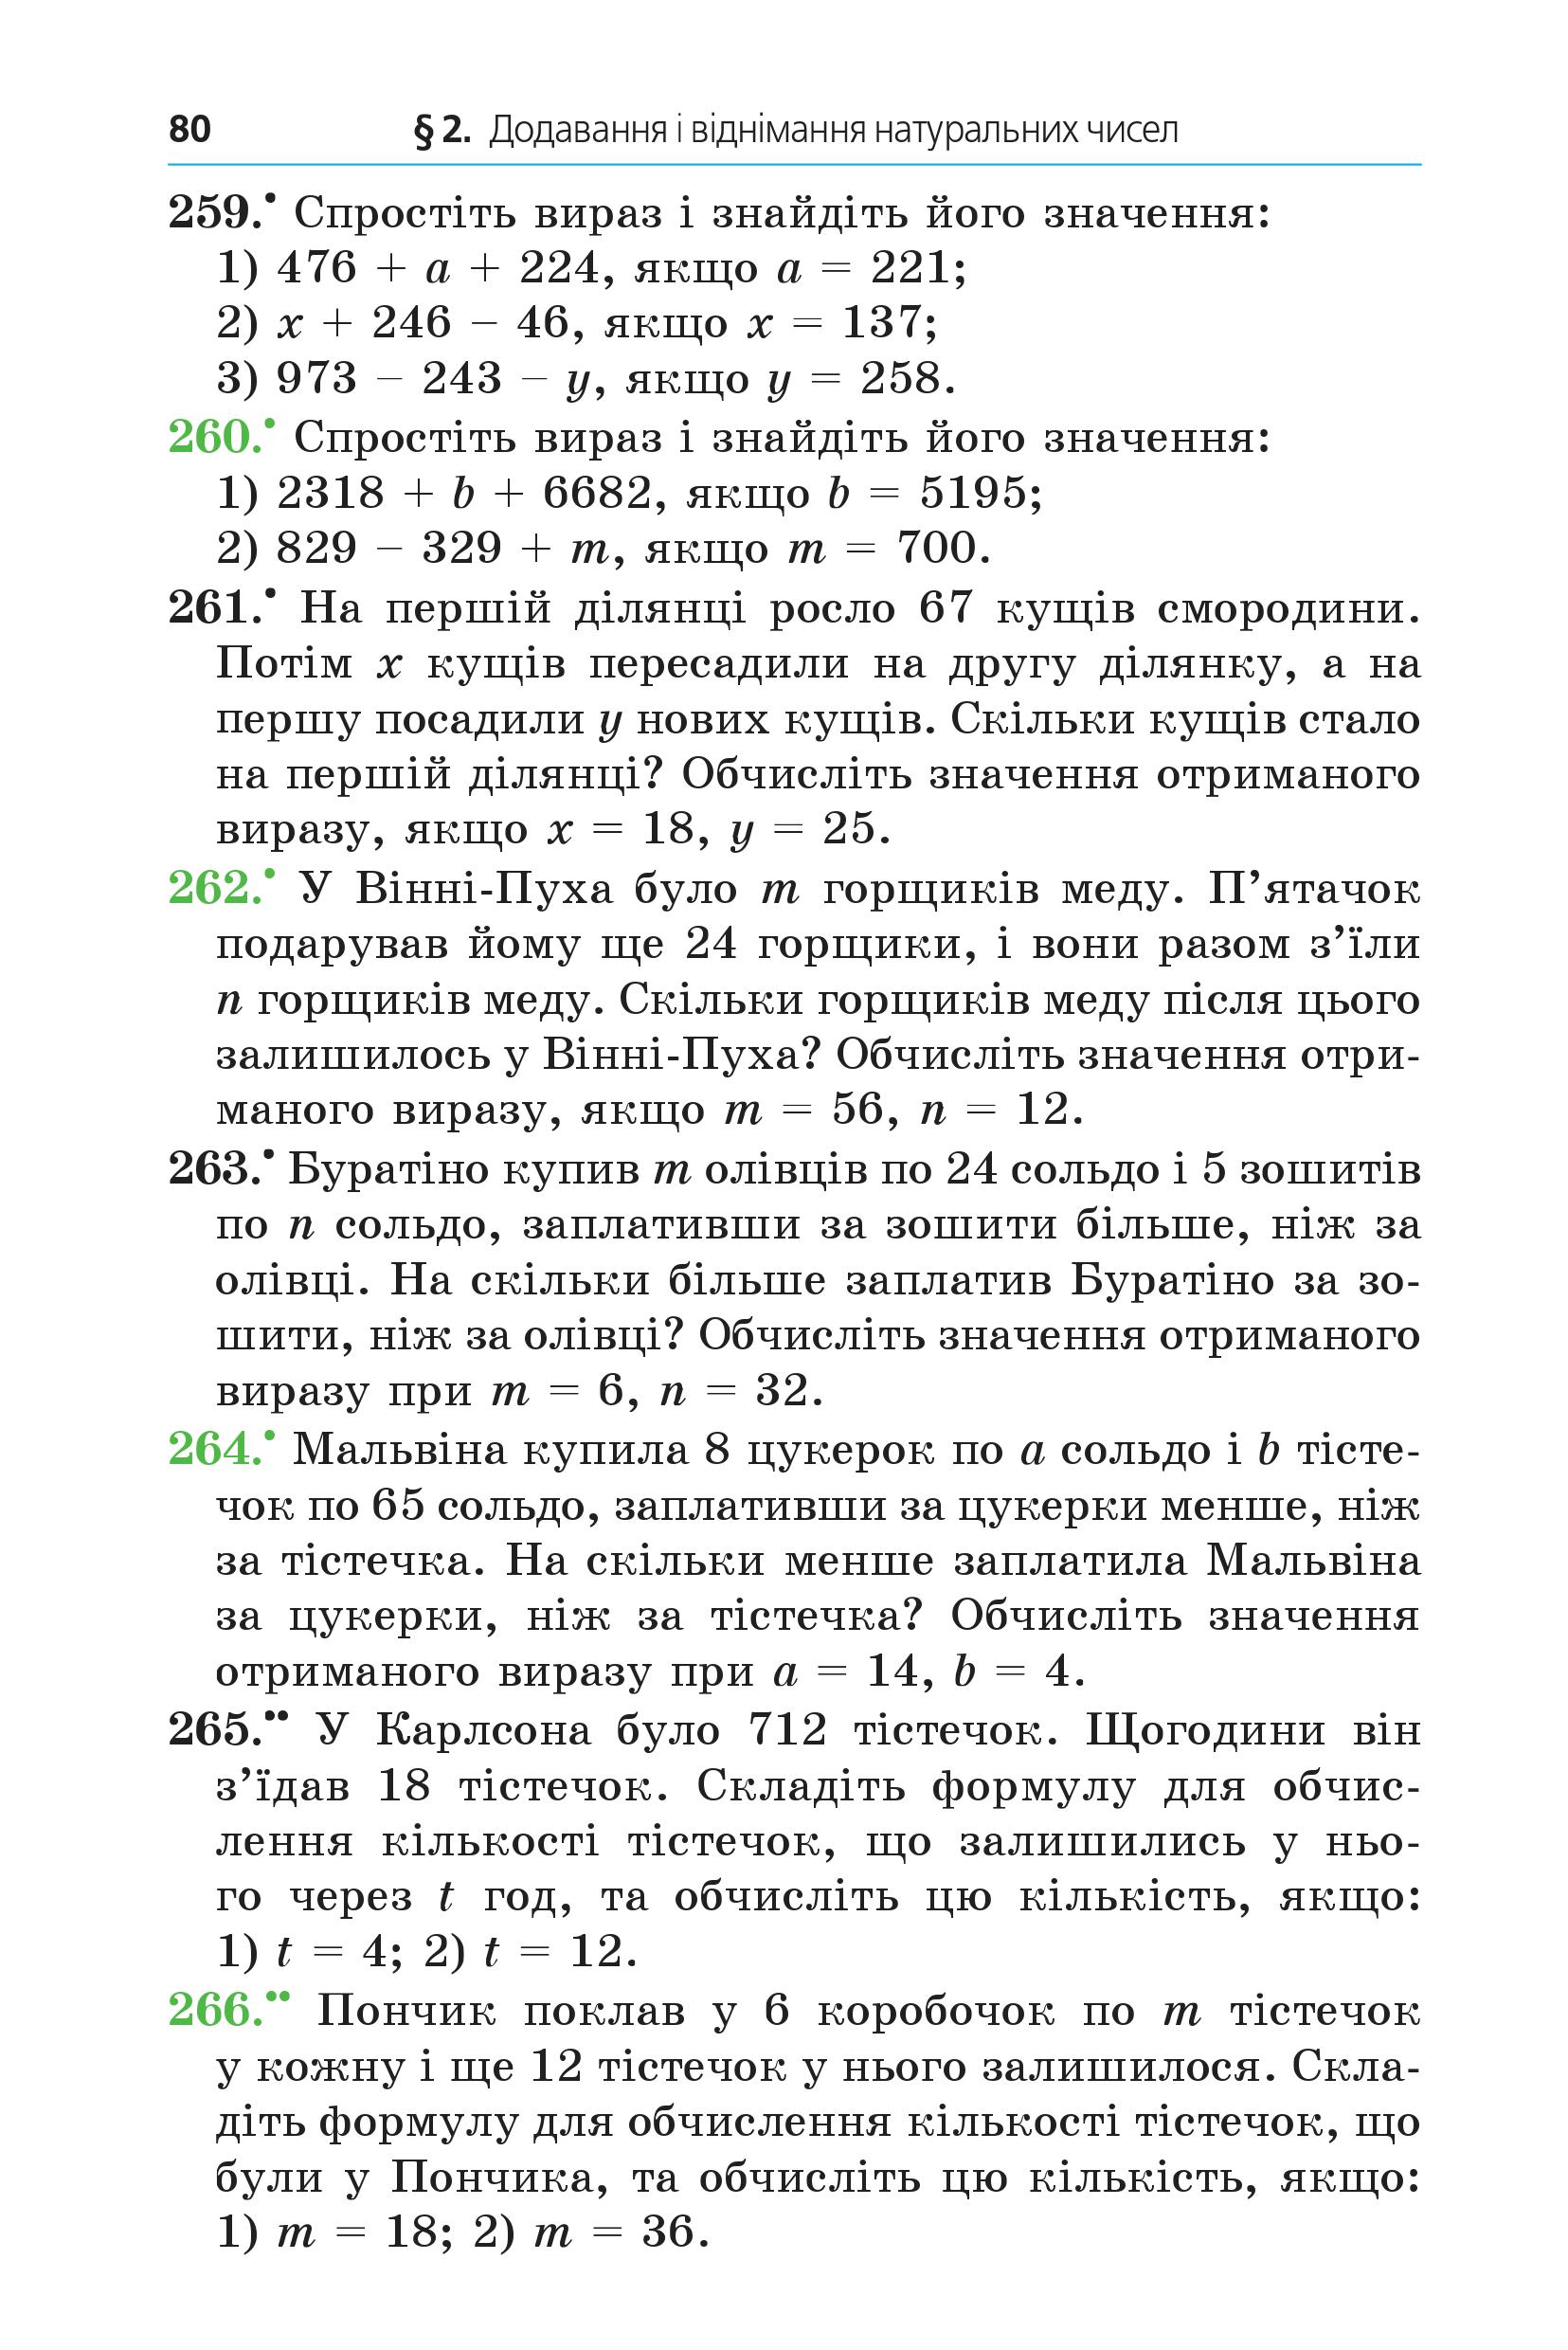 80 § 2. Додавання і віднімання натуральних чисел
259.• Спростіть вираз і знайдіть його значення:
1) 476 + a + 224, якщо a = 221;
2) x + 246 – 46, якщо x = 137;
3) 973 – 243 – y, якщо y = 258.
260.• Спростіть вираз і знайдіть його значення:
1) 2318 + b + 6682, якщо b = 5195;
2) 829 – 329 + m, якщо m = 700.
261.• На першій ділянці росло 67 кущів смородини.
Потім x кущів пересадили на другу ділянку, а на
першу посадили y нових кущів. Скільки кущів стало
на першій ділянці? Обчисліть значення отриманого
виразу, якщо x = 18, y = 25.
262.• У Вінні-Пуха було m горщиків меду. П’ятачок
подарував йому ще 24 горщики, і вони разом з’їли
n горщиків меду. Скільки горщиків меду після цього
залишилось у Вінні-Пуха? Обчисліть значення отри-
маного виразу, якщо m = 56, n = 12.
263.• Буратіно купив m олівців по 24 сольдо і 5 зошитів
по n сольдо, заплативши за зошити більше, ніж за
олівці. На скільки більше заплатив Буратіно за зо-
шити, ніж за олівці? Обчисліть значення отриманого
виразу при m = 6, n = 32.
264.• Мальвіна купила 8 цукерок по a сольдо і b тісте-
чок по 65 сольдо, заплативши за цукерки менше, ніж
за тістечка. На скільки менше заплатила Мальвіна
за цукерки, ніж за тістечка? Обчисліть значення
отриманого виразу при a = 14, b = 4.
265.•• У Карлсона було 712 тістечок. Щогодини він
з’їдав 18 тістечок. Складіть формулу для обчис-
лення кількості тістечок, що залишились у ньо-
го через t год, та обчисліть цю кількість, якщо:
1) t = 4; 2) t = 12.
266.•• Пончик поклав у 6 коробочок по m тістечок
у кожну і ще 12 тістечок у нього залишилося. Скла-
діть формулу для обчислення кількості тістечок, що
були у Пончика, та обчисліть цю кількість, якщо:
1) m = 18; 2) m = 36.